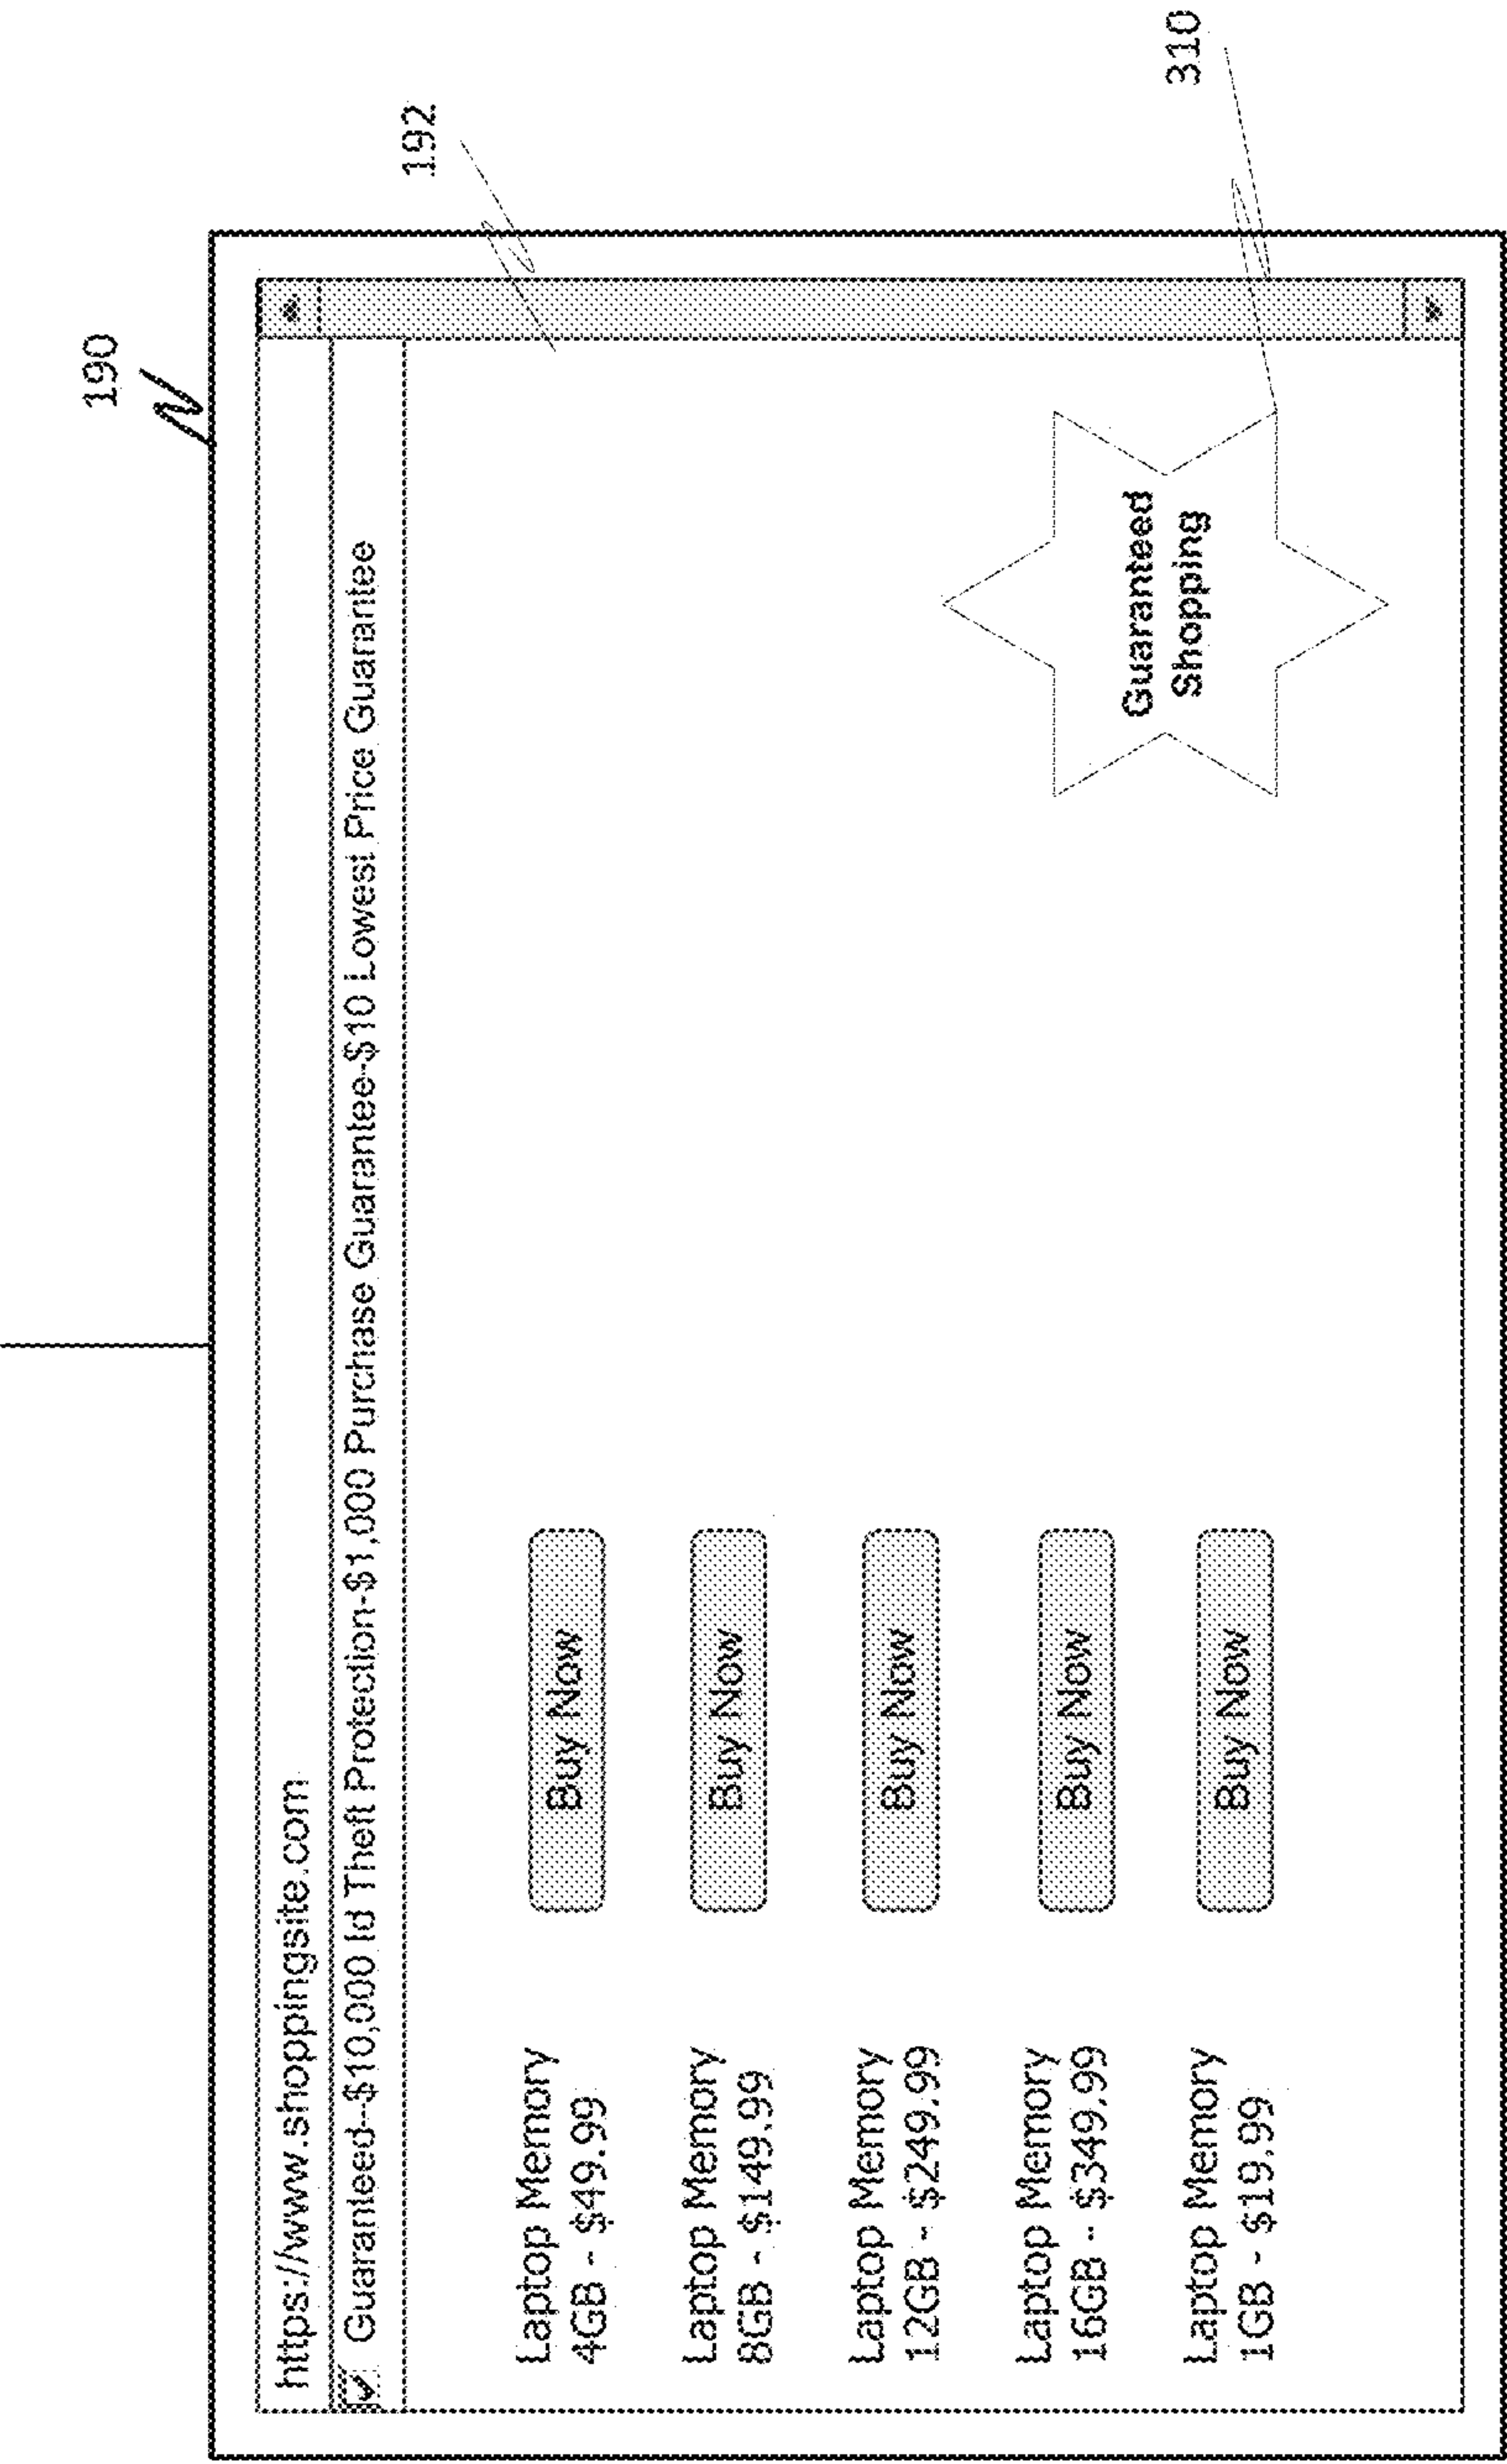 190
https://www.shoppingsite.com
Guaranteed--$10,000 Id Theft Protection-$1,000 Purchase Guarantee-$10 Lowest Price Guarantee
192
Laptop Memory
4GB - $49.99
Buy Now
Laptop Memory
8GB - $149.99
Buy Now
Laptop Memory
12GB - $249.99
Buy Now
Laptop Memory
16GB - $349.99
Buy Now
Laptop Memory
1GB - $19.99
Buy Now
Guaranteed
Shopping
310